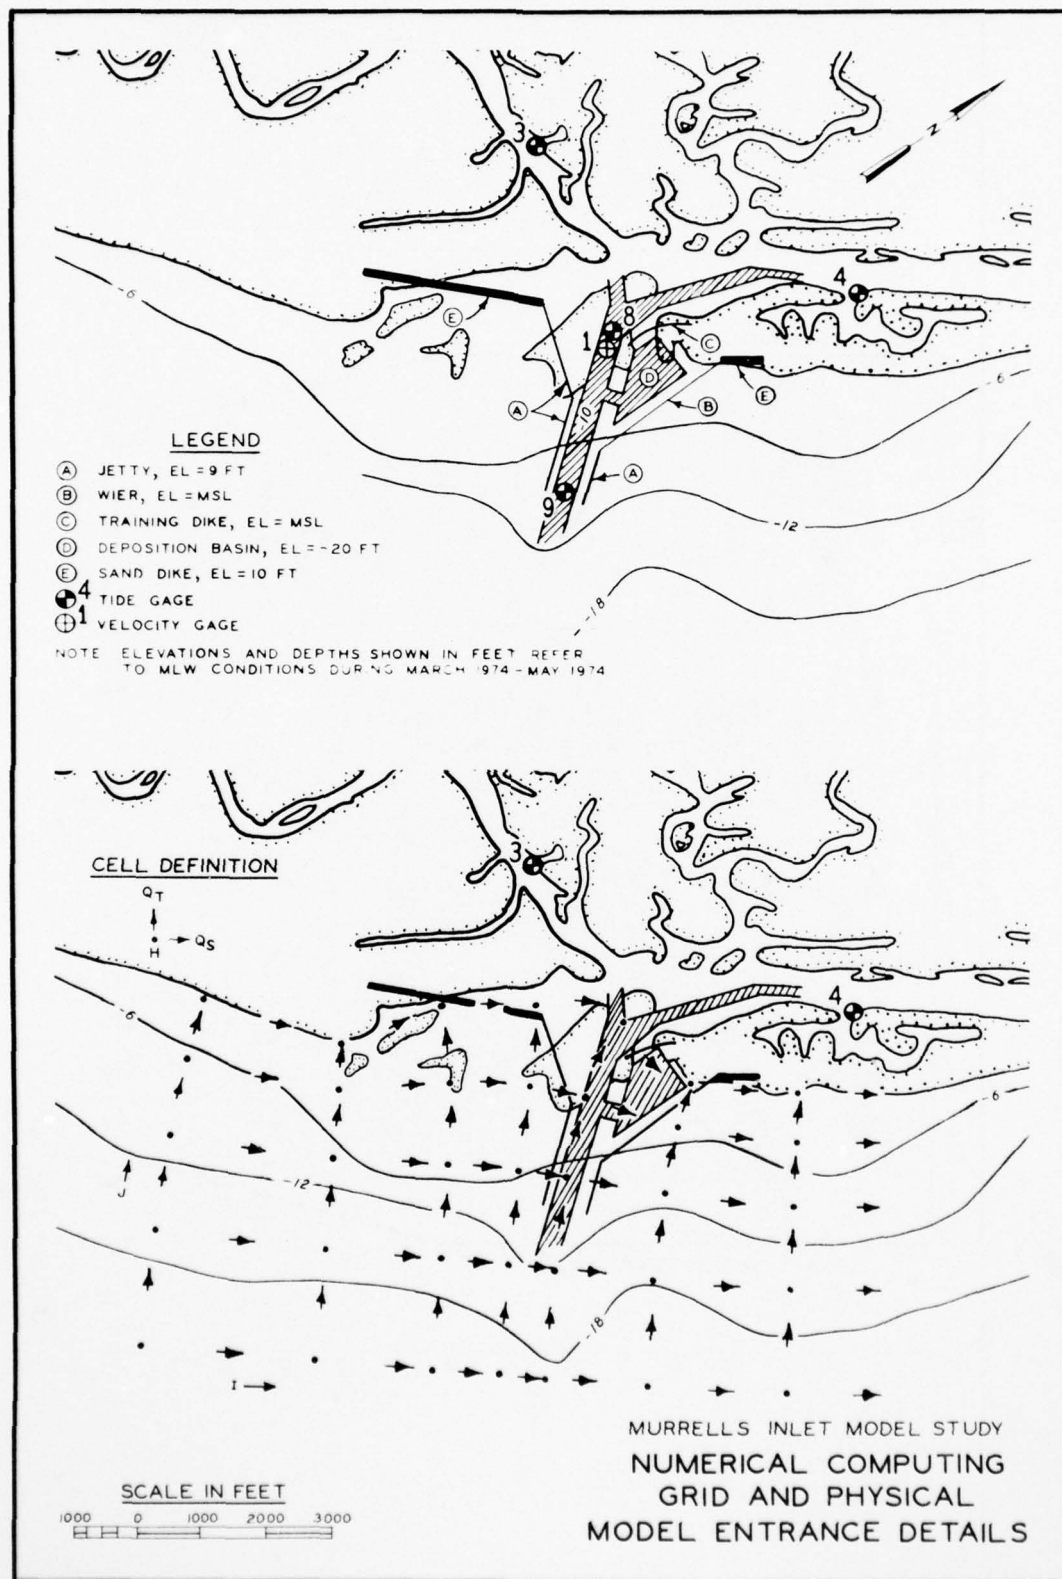 3
N
-6
E
4
8
1
C
D
A
-10
B
E
-6
A
9
-12
-18
LEGEND
A JETTY, EL = 9 FT
B WIER, EL = MSL
C TRAINING DIKE, EL = MSL
D DEPOSITION BASIN, EL = -20 FT
E SAND DIKE, EL = 10 FT
4 TIDE GAGE
1 VELOCITY GAGE
NOTE ELEVATIONS AND DEPTHS SHOWN IN FEET REFER
TO MLW CONDITIONS DURING MARCH 1974 - MAY 1974
CELL DEFINITION
QT
QS
H
3
4
-6
-6
J
-12
-18
I
MURRELLS INLET MODEL STUDY
NUMERICAL COMPUTING
GRID AND PHYSICAL
MODEL ENTRANCE DETAILS
SCALE IN FEET
1000 0 1000 2000 3000